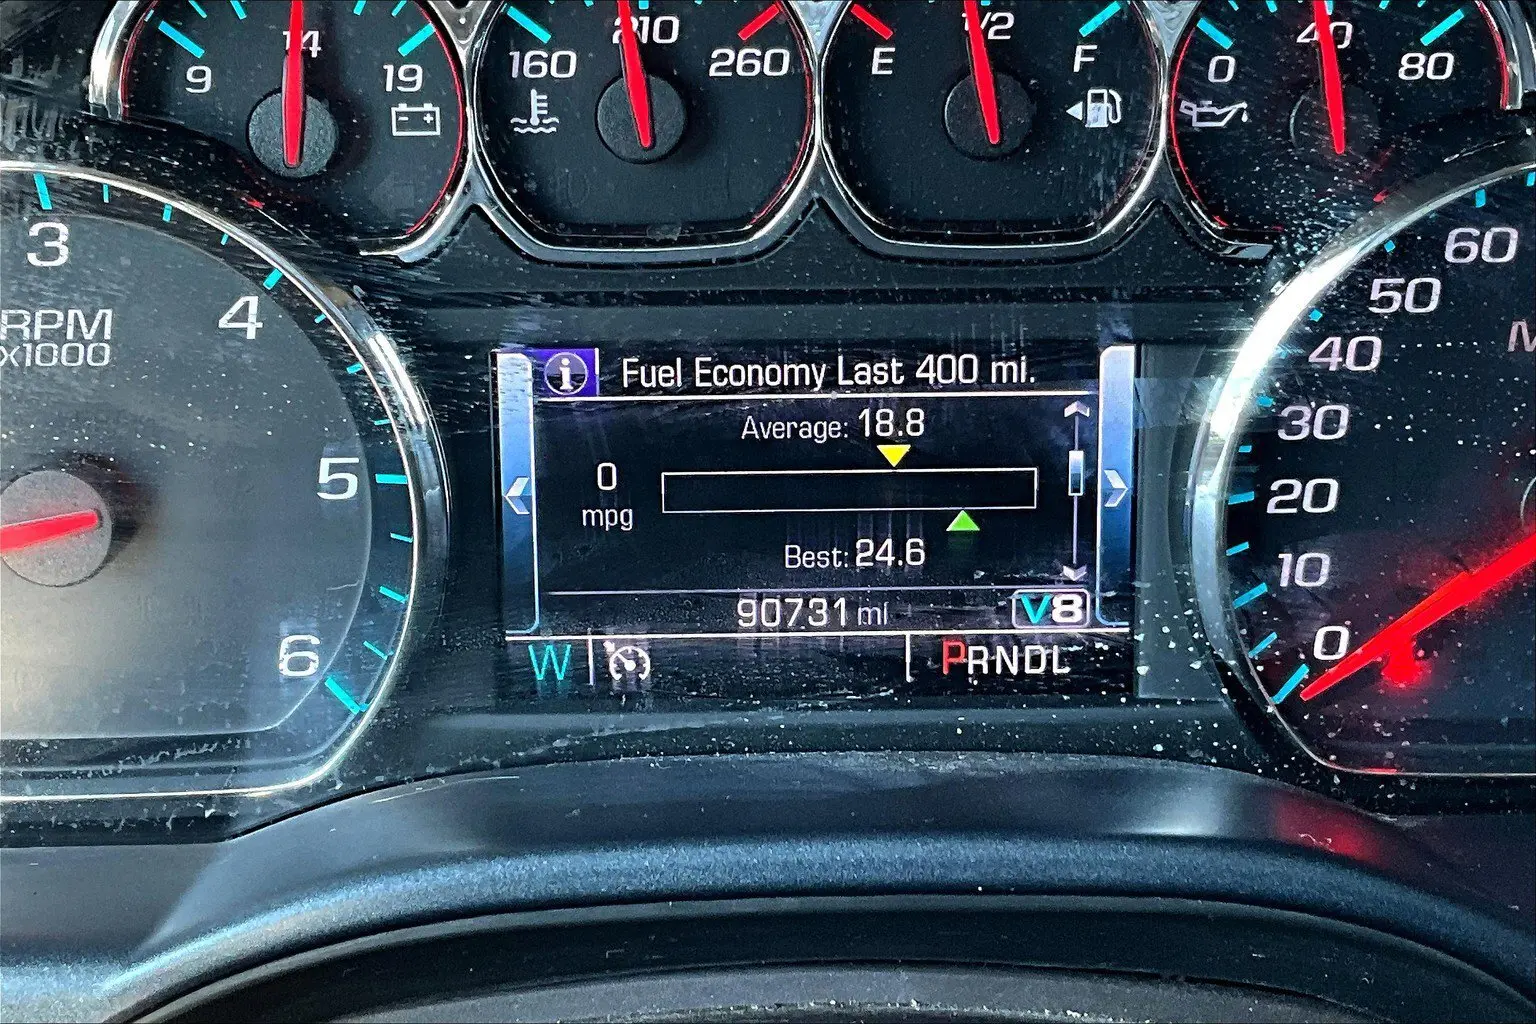 9 14 19
160 210 260
E 1/2 F
0 40 80
3
4
5
6
RPM
x1000
60
50
40
30
20
10
0
i Fuel Economy Last 400 mi.
Average: 18.8
0
mpg
Best: 24.6
90731 mi V8
W PRNDL